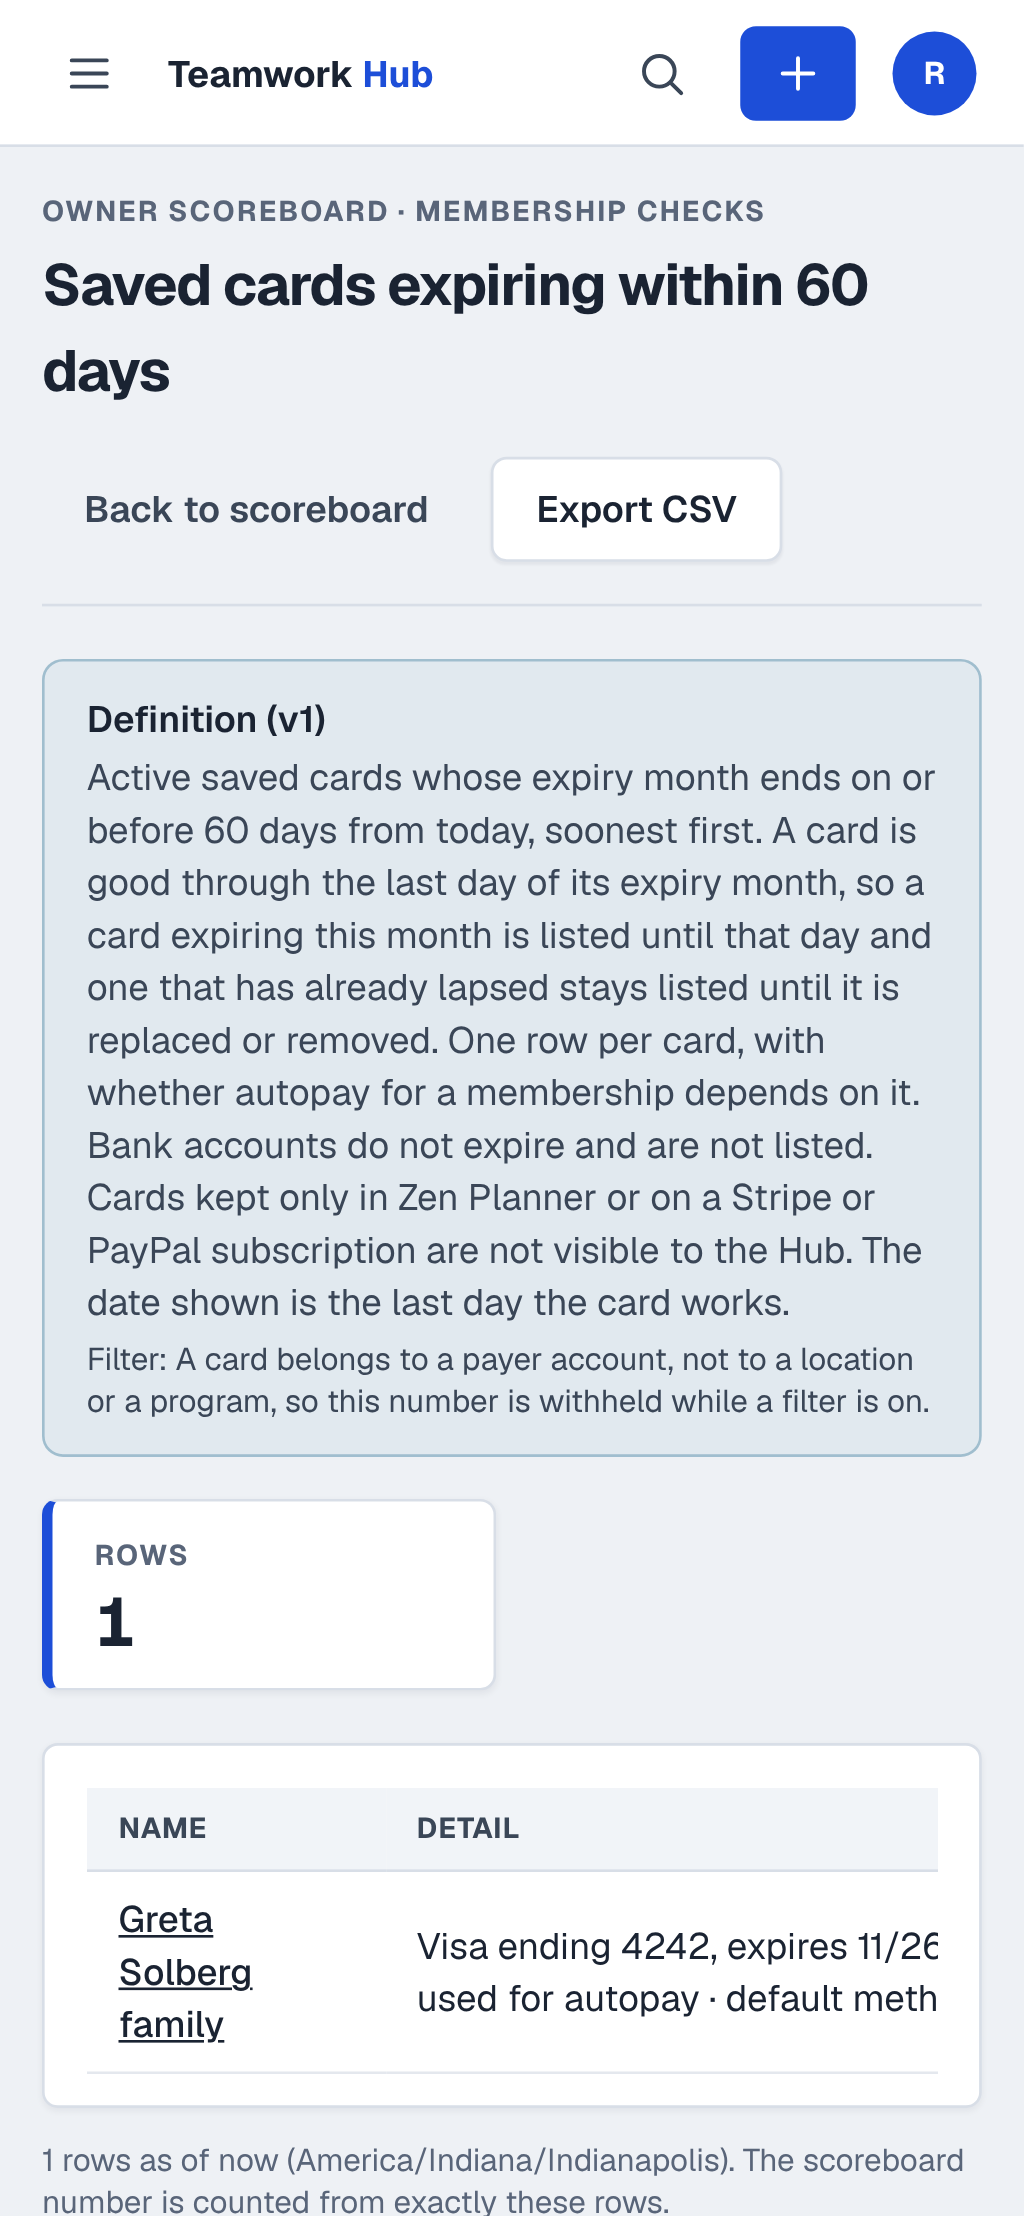 Teamwork Hub
R
OWNER SCOREBOARD · MEMBERSHIP CHECKS
Saved cards expiring within 60
days
Back to scoreboard
Export CSV
Definition (v1)
Active saved cards whose expiry month ends on or
before 60 days from today, soonest first. A card is
good through the last day of its expiry month, so a
card expiring this month is listed until that day and
one that has already lapsed stays listed until it is
replaced or removed. One row per card, with
whether autopay for a membership depends on it.
Bank accounts do not expire and are not listed.
Cards kept only in Zen Planner or on a Stripe or
PayPal subscription are not visible to the Hub. The
date shown is the last day the card works.
Filter: A card belongs to a payer account, not to a location
or a program, so this number is withheld while a filter is on.
ROWS
1
NAME
DETAIL
Greta
Solberg
family
Visa ending 4242, expires 11/26
used for autopay · default meth
1 rows as of now (America/Indiana/Indianapolis). The scoreboard
number is counted from exactly these rows.